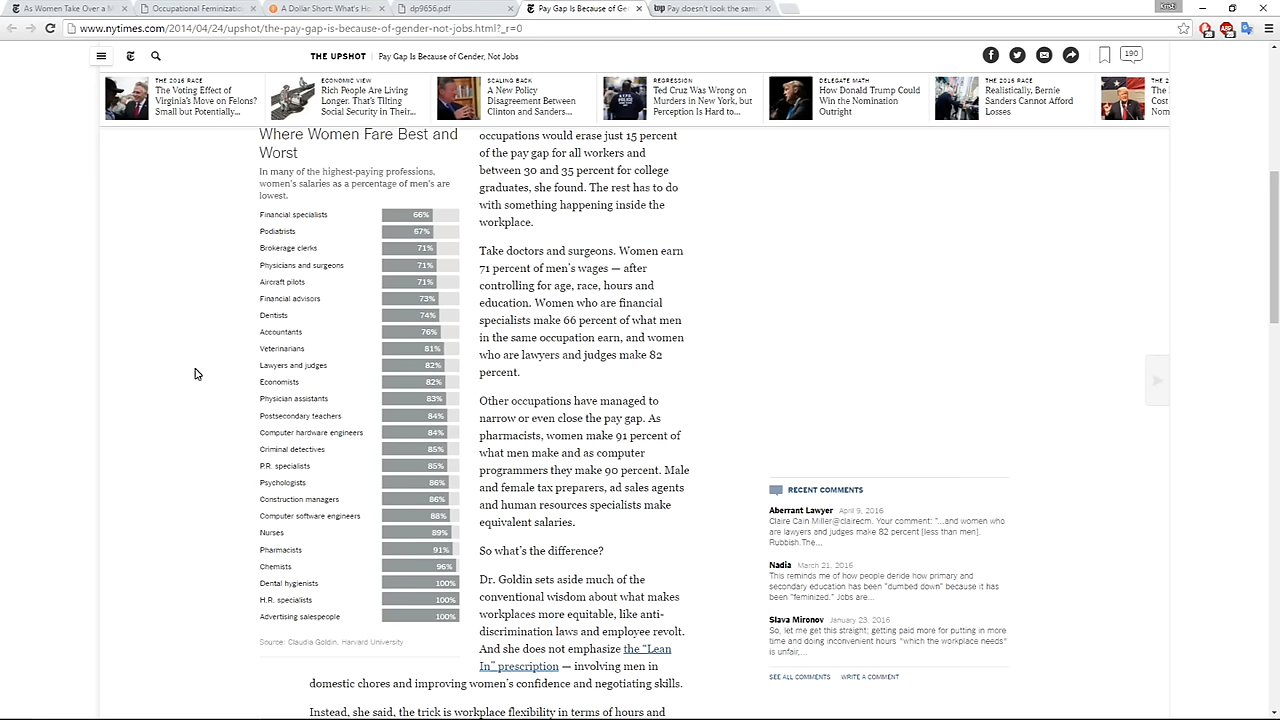 As Women Take Over a M
Occupational Feminizatio
A Dollar Short: What's Ho
dp9656.pdf
Pay Gap Is Because of Ge
Pay doesn't look the same
www.nytimes.com/2014/04/24/upshot/the-pay-gap-is-because-of-gender-not-jobs.html?_r=0
THE UPSHOT | Pay Gap Is Because of Gender, Not Jobs
190
THE 2016 RACE
The Voting Effect of
Virginia's Move on Felons?
Small but Potentially...
ECONOMIC VIEW
Rich People Are Living
Longer. That's Tilting
Social Security in Their...
SCALING BACK
A New Policy
Disagreement Between
Clinton and Sanders...
REGRESSION
Ted Cruz Was Wrong on
Murders in New York, but
Perception Is Hard to...
DELEGATE MATH
How Donald Trump Could
Win the Nomination
Outright
THE 2016 RACE
Realistically, Bernie
Sanders Cannot Afford
Losses
THE 2
Cost
Nom
Where Women Fare Best and
Worst
In many of the highest-paying professions,
women's salaries as a percentage of men's are
lowest.
Financial specialists 66%
Podiatrists 67%
Brokerage clerks 71%
Physicians and surgeons 71%
Aircraft pilots 71%
Financial advisors 73%
Dentists 74%
Accountants 76%
Veterinarians 81%
Lawyers and judges 82%
Economists 82%
Physician assistants 83%
Postsecondary teachers 84%
Computer hardware engineers 84%
Criminal detectives 85%
P.R. specialists 85%
Psychologists 86%
Construction managers 86%
Computer software engineers 88%
Nurses 89%
Pharmacists 91%
Chemists 96%
Dental hygienists 100%
H.R. specialists 100%
Advertising salespeople 100%
Source: Claudia Goldin, Harvard University
occupations would erase just 15 percent
of the pay gap for all workers and
between 30 and 35 percent for college
graduates, she found. The rest has to do
with something happening inside the
workplace.
Take doctors and surgeons. Women earn
71 percent of men's wages — after
controlling for age, race, hours and
education. Women who are financial
specialists make 66 percent of what men
in the same occupation earn, and women
who are lawyers and judges make 82
percent.
Other occupations have managed to
narrow or even close the pay gap. As
pharmacists, women make 91 percent of
what men make and as computer
programmers they make 90 percent. Male
and female tax preparers, ad sales agents
and human resources specialists make
equivalent salaries.
So what's the difference?
Dr. Goldin sets aside much of the
conventional wisdom about what makes
workplaces more equitable, like anti-
discrimination laws and employee revolt.
And she does not emphasize the "Lean
In" prescription — involving men in
domestic chores and improving women's confidence and negotiating skills.
Instead, she said, the trick is workplace flexibility in terms of hours and
RECENT COMMENTS
Aberrant Lawyer April 9, 2016
Claire Cain Miller@clairecm. Your comment: "...and women who
are lawyers and judges make 82 percent [less than men].
Rubbish.The...
Nadia March 21, 2016
This reminds me of how people deride how primary and
secondary education has been "dumbed down" because it has
been "feminized." Jobs are...
Slava Mironov January 23, 2016
So, let me get this straight; getting paid more for putting in more
time and doing inconvenient hours "which the workplace needs"
is unfair,...
SEE ALL COMMENTS WRITE A COMMENT